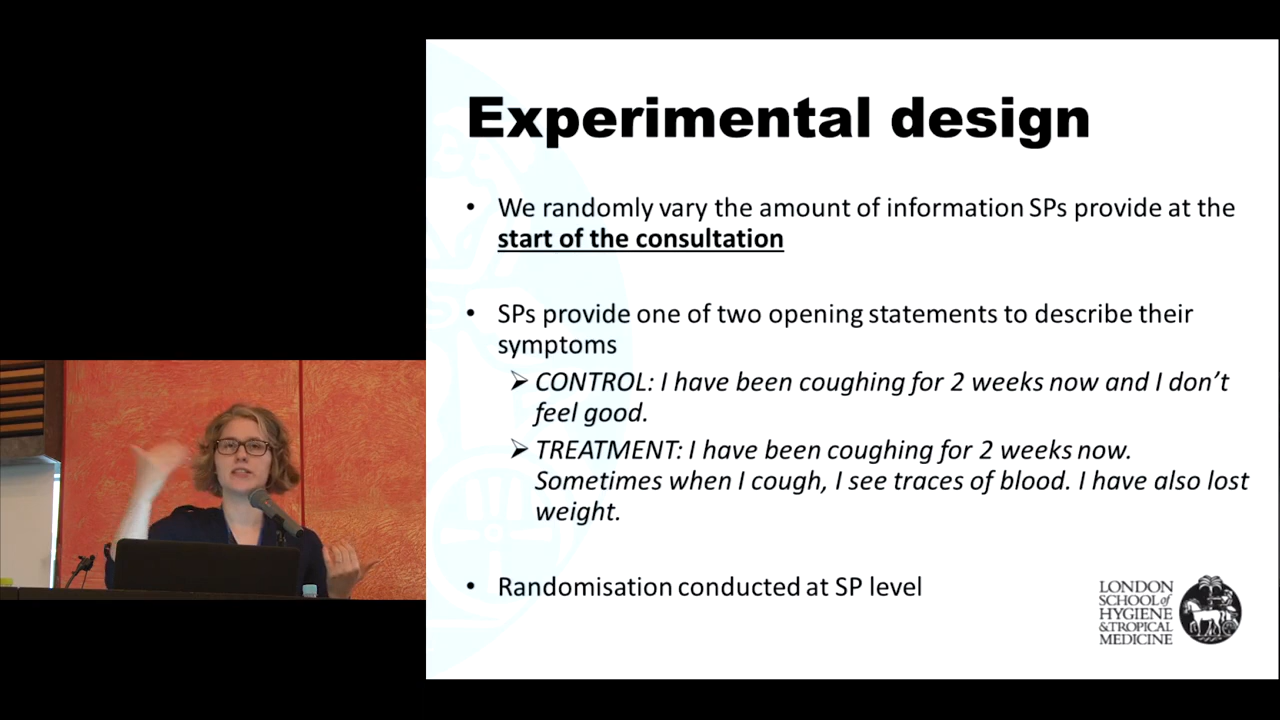 Experimental design
• We randomly vary the amount of information SPs provide at the
start of the consultation
• SPs provide one of two opening statements to describe their
symptoms
➢ CONTROL: I have been coughing for 2 weeks now and I don’t
feel good.
➢ TREATMENT: I have been coughing for 2 weeks now.
Sometimes when I cough, I see traces of blood. I have also lost
weight.
• Randomisation conducted at SP level
LONDON
SCHOOL of
HYGIENE
& TROPICAL
MEDICINE